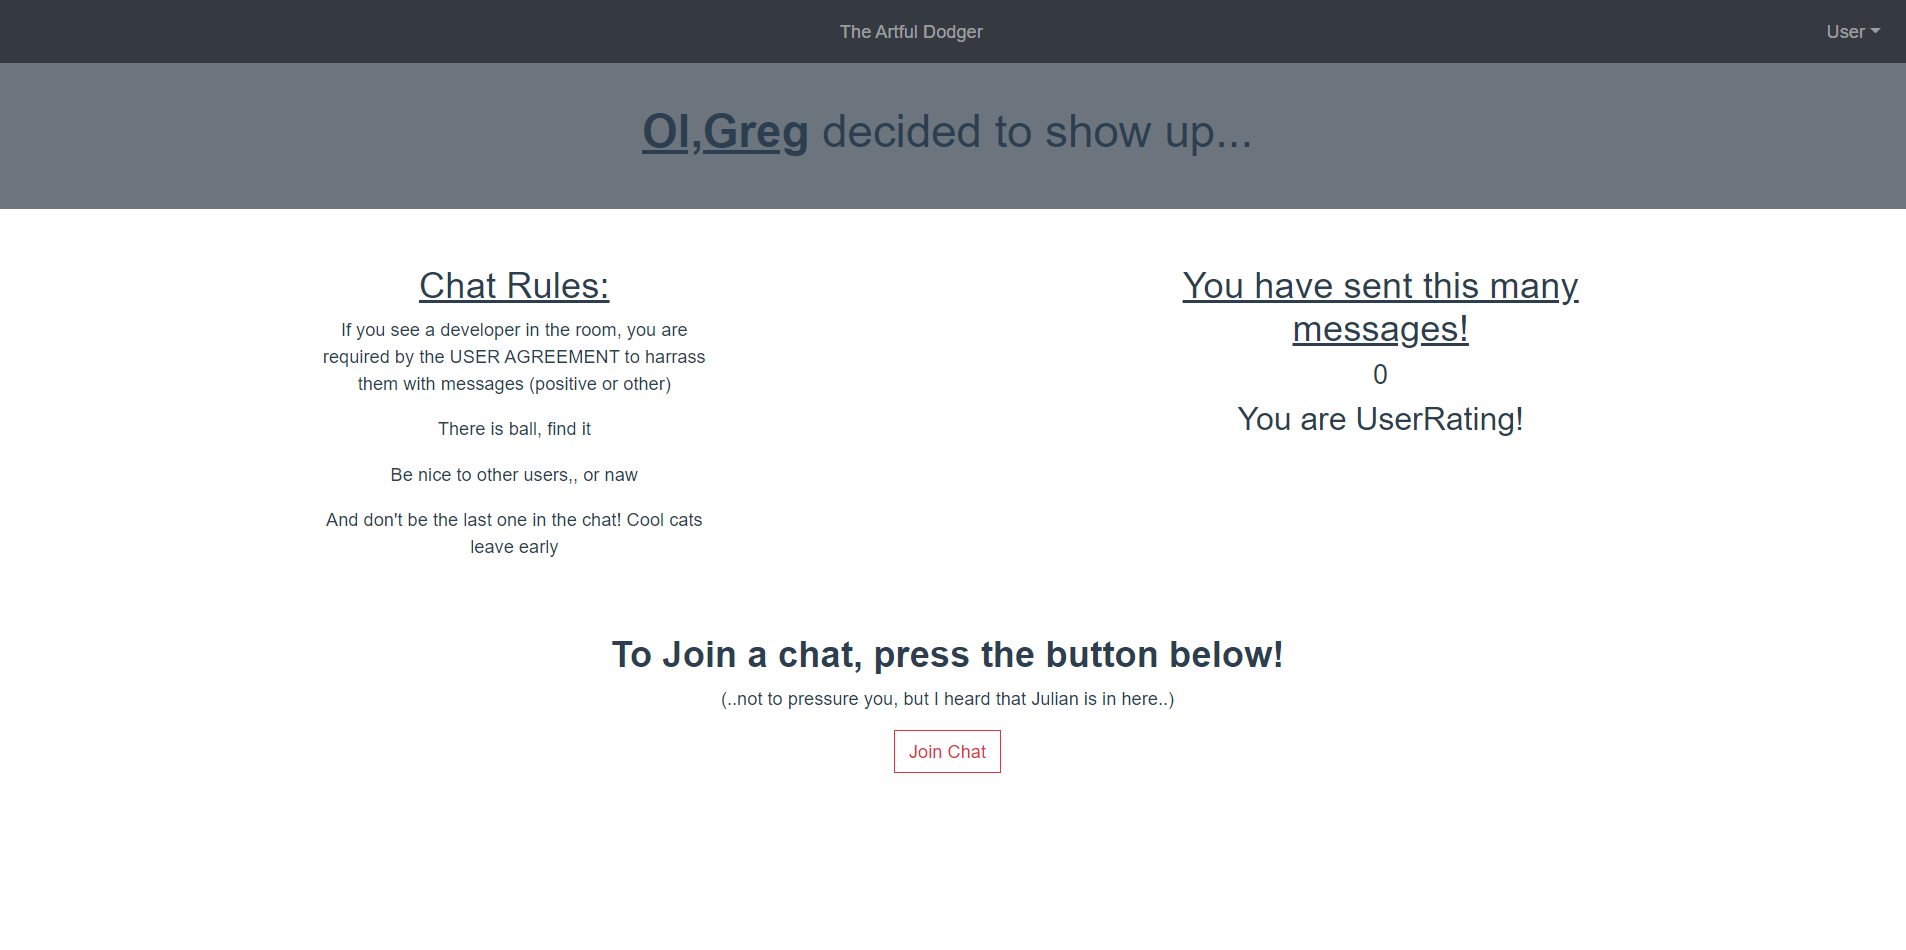 The Artful Dodger
User
Ol,Greg decided to show up...
Chat Rules:
If you see a developer in the room, you are
required by the USER AGREEMENT to harrass
them with messages (positive or other)
There is ball, find it
Be nice to other users,, or naw
And don't be the last one in the chat! Cool cats
leave early
You have sent this many
messages!
0
You are UserRating!
To Join a chat, press the button below!
(..not to pressure you, but I heard that Julian is in here..)
Join Chat